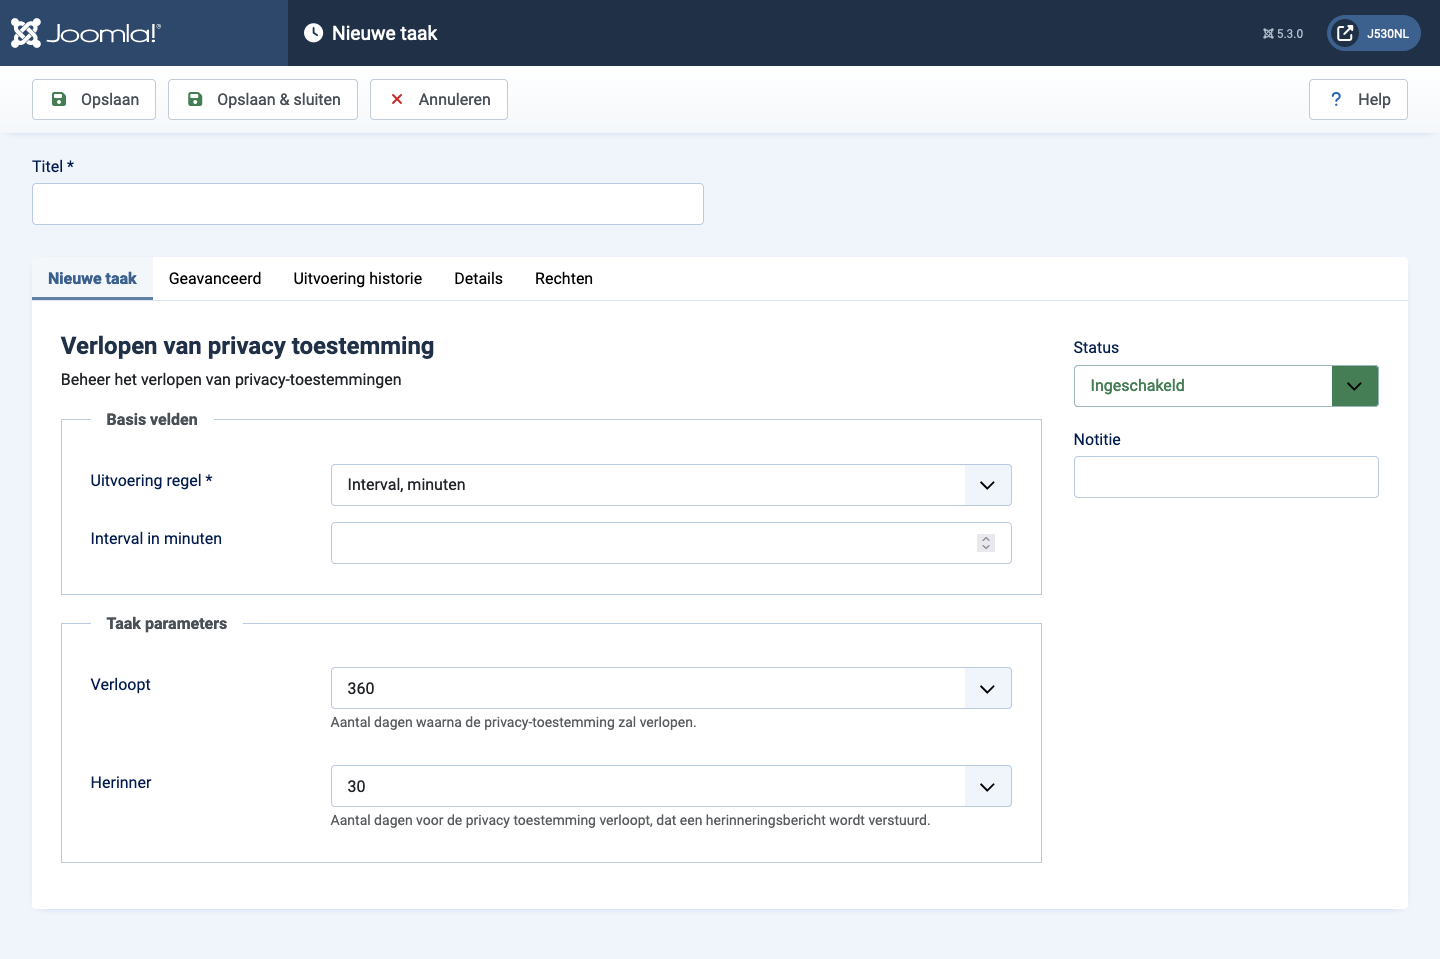 Joomla!®
Nieuwe taak
5.3.0
J530NL
Opslaan
Opslaan & sluiten
Annuleren
? Help
Titel *
Nieuwe taak
Geavanceerd
Uitvoering historie
Details
Rechten
Verlopen van privacy toestemming
Beheer het verlopen van privacy-toestemmingen
Basis velden
Uitvoering regel *
Interval, minuten
Interval in minuten
Taak parameters
Verloopt
360
Aantal dagen waarna de privacy-toestemming zal verlopen.
Herinner
30
Aantal dagen voor de privacy toestemming verloopt, dat een herinneringsbericht wordt verstuurd.
Status
Ingeschakeld
Notitie